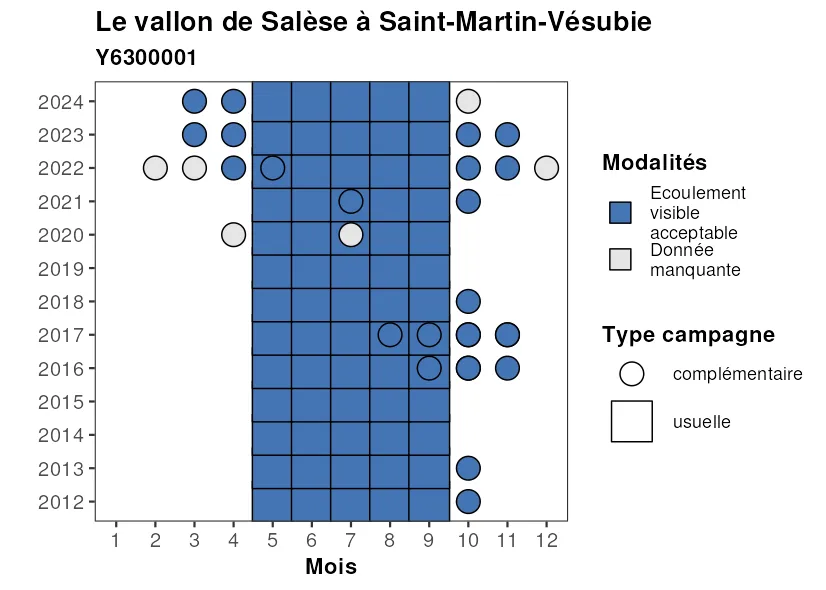 Le vallon de Salèse à Saint-Martin-Vésubie
Y6300001
2024
2023
2022
2021
2020
2019
2018
2017
2016
2015
2014
2013
2012
1 2 3 4 5 6 7 8 9 10 11 12
Mois
Modalités
Ecoulement
visible
acceptable
Donnée
manquante
Type campagne
complémentaire
usuelle